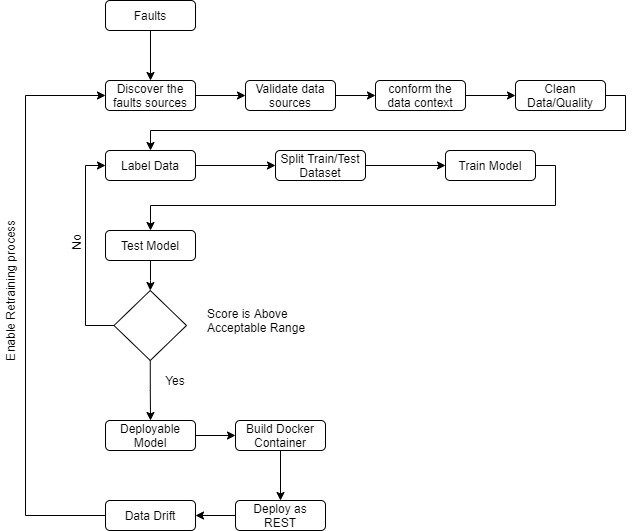 Faults
Discover the
faults sources
Validate data
sources
conform the
data context
Clean
Data/Quality
Label Data
Split Train/Test
Dataset
Train Model
No
Test Model
Enable Retraining process
Score is Above
Acceptable Range
Yes
Deployable
Model
Build Docker
Container
Data Drift
Deploy as
REST